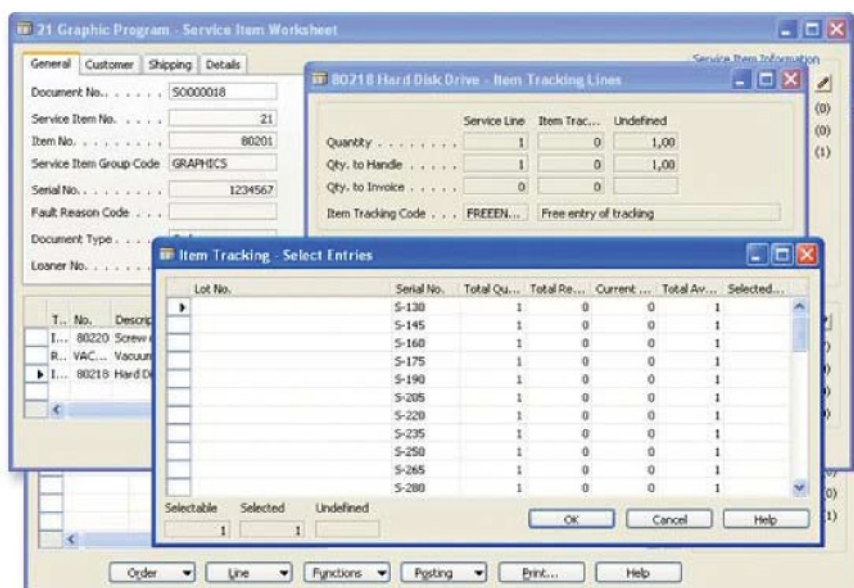 21 Graphic Program - Service Item Worksheet
General Customer Shipping Details
Service Item Information
Document No. . . . . . . SO000018
Service Item No. . . . . . 21
Item No. . . . . . . . . . 80201
Service Item Group Code GRAPHICS
Serial No. . . . . . . . . 1234567
Fault Reason Code . . .
Document Type . . . .
Loaner No. . . . . . .
(0)
(0)
(1)
80218 Hard Disk Drive - Item Tracking Lines
Service Line Item Trac... Undefined
Quantity . . . . . . . . 1 0 1,00
Qty. to Handle . . . . . 1 0 1,00
Qty. to Invoice . . . . . 0 0
Item Tracking Code . . . FREEEN... Free entry of tracking
T.. No. Descrip
I... 80220 Screw
R.. VAC... Vacuum
I... 80218 Hard Di
Item Tracking - Select Entries
Lot No. Serial No. Total Qu... Total Re... Current ... Total Av... Selected...
S-130 1 0 0 1
S-145 1 0 0 1
S-160 1 0 0 1
S-175 1 0 0 1
S-190 1 0 0 1
S-205 1 0 0 1
S-220 1 0 0 1
S-235 1 0 0 1
S-250 1 0 0 1
S-265 1 0 0 1
S-280 1 0 0 1
Selectable Selected Undefined
1 1
OK Cancel Help
Order Line Functions Posting Print... Help